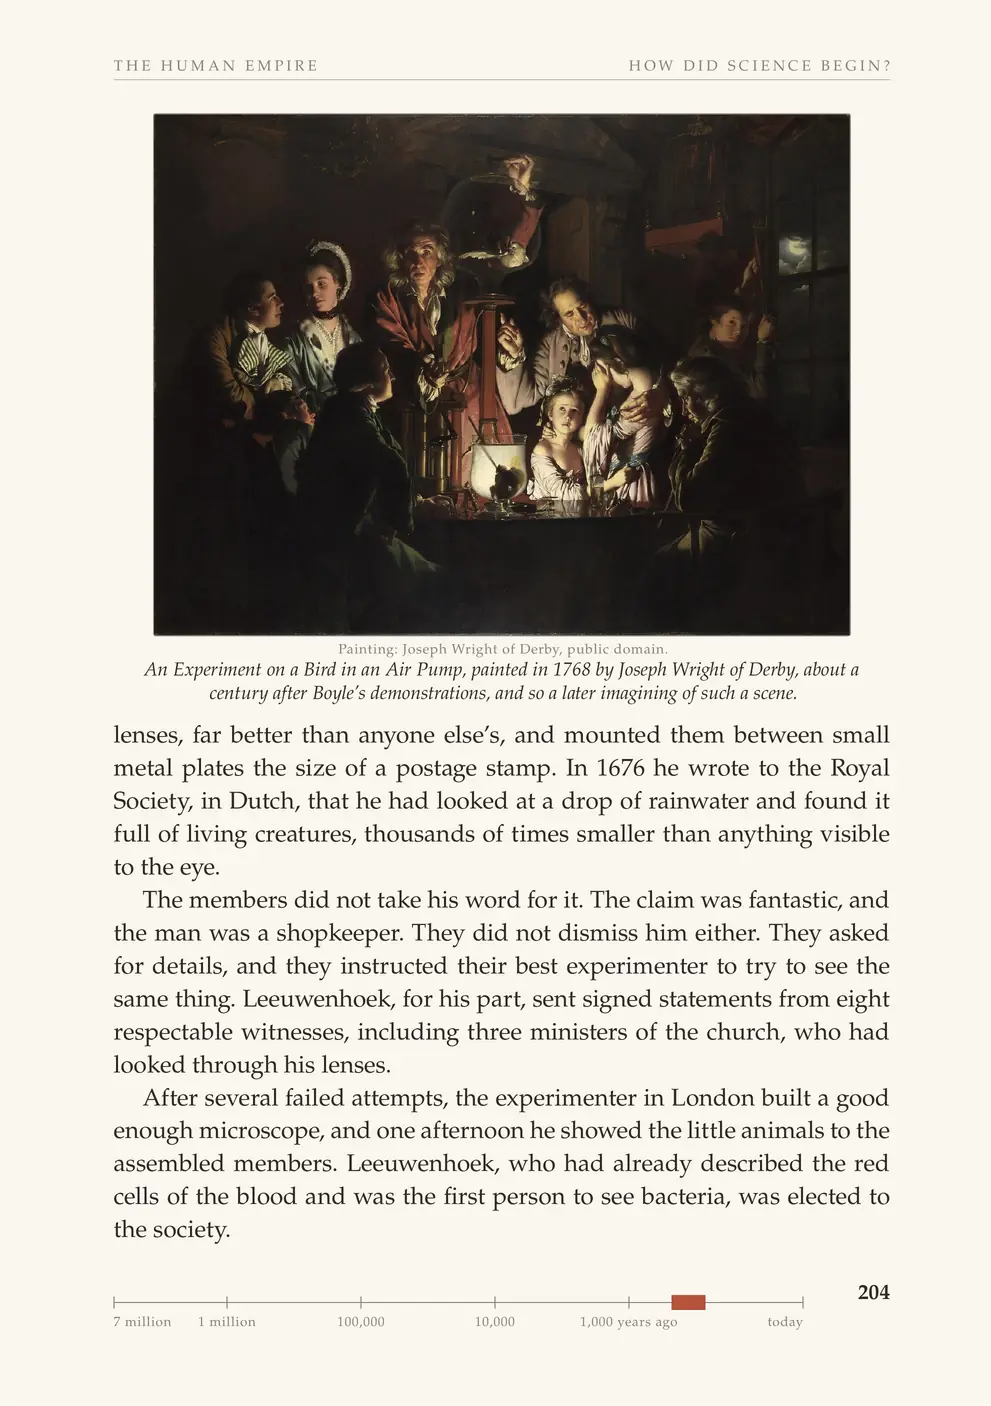 THE HUMAN EMPIRE
HOW DID SCIENCE BEGIN?
Painting: Joseph Wright of Derby, public domain.
An Experiment on a Bird in an Air Pump, painted in 1768 by Joseph Wright of Derby, about a
century after Boyle’s demonstrations, and so a later imagining of such a scene.
lenses, far better than anyone else’s, and mounted them between small
metal plates the size of a postage stamp. In 1676 he wrote to the Royal
Society, in Dutch, that he had looked at a drop of rainwater and found it
full of living creatures, thousands of times smaller than anything visible
to the eye.
The members did not take his word for it. The claim was fantastic, and
the man was a shopkeeper. They did not dismiss him either. They asked
for details, and they instructed their best experimenter to try to see the
same thing. Leeuwenhoek, for his part, sent signed statements from eight
respectable witnesses, including three ministers of the church, who had
looked through his lenses.
After several failed attempts, the experimenter in London built a good
enough microscope, and one afternoon he showed the little animals to the
assembled members. Leeuwenhoek, who had already described the red
cells of the blood and was the first person to see bacteria, was elected to
the society.
204
7 million 1 million 100,000 10,000 1,000 years ago today